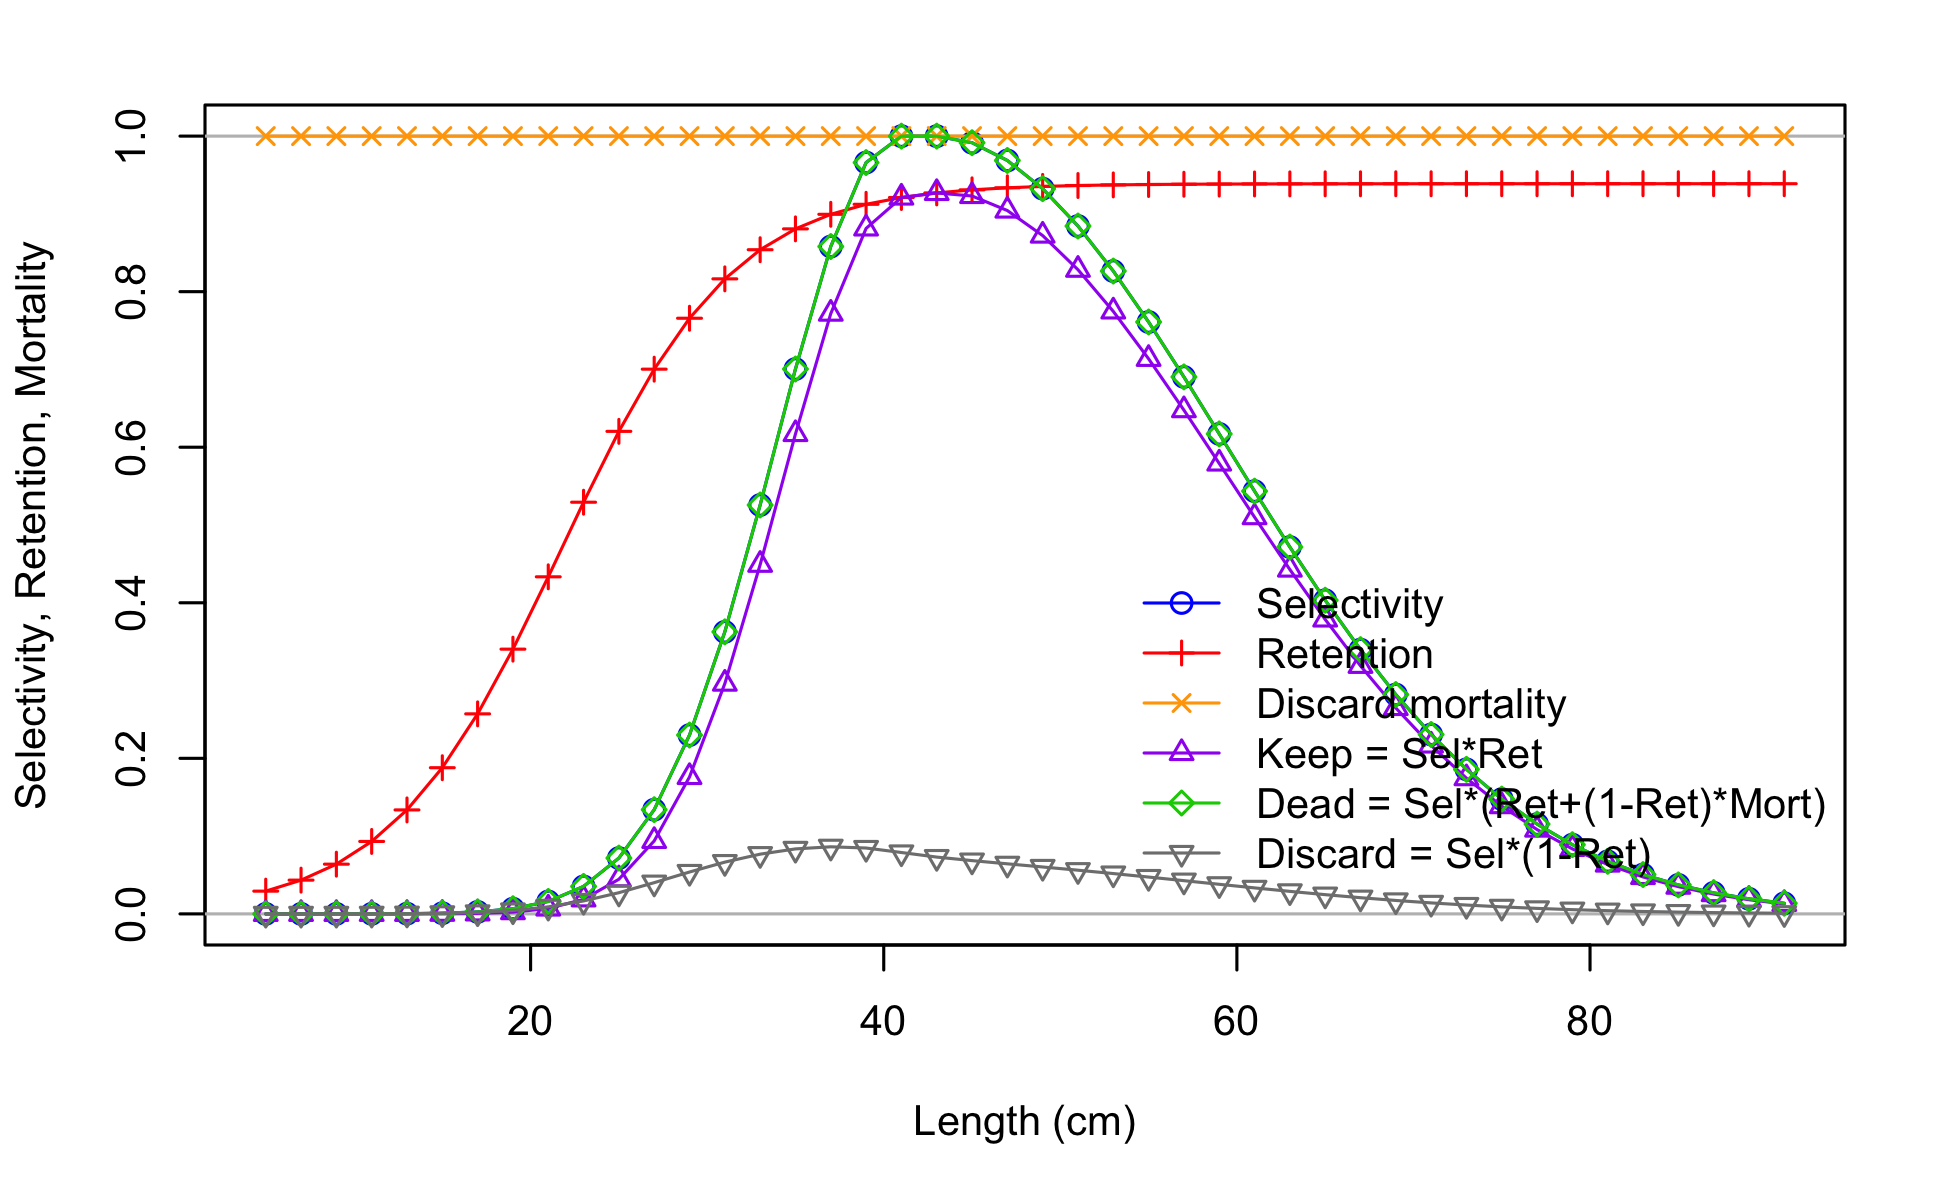 Selectivity, Retention, Mortality
1.0
0.8
0.6
0.4
0.2
0.0
Selectivity
Retention
Discard mortality
Keep = Sel*Ret
Dead = Sel*(Ret+(1-Ret)*Mort)
Discard = Sel*(1-Ret)
20 40 60 80
Length (cm)